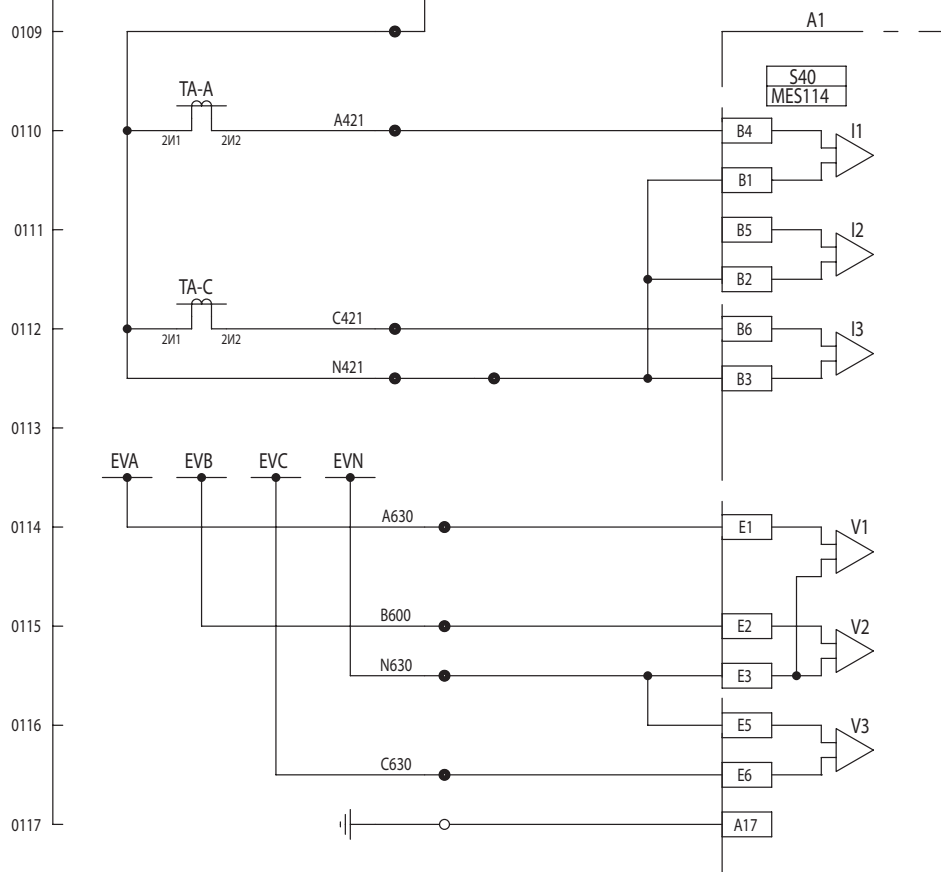 0109
A1
S40
MES114
TA-A
0110
2И1
2И2
A421
B4
I1
B1
0111
B5
I2
B2
TA-C
0112
2И1
2И2
C421
B6
I3
N421
B3
0113
EVA EVB EVC EVN
0114
A630
E1
V1
0115
B600
E2
V2
N630
E3
0116
E5
V3
C630
E6
0117
A17